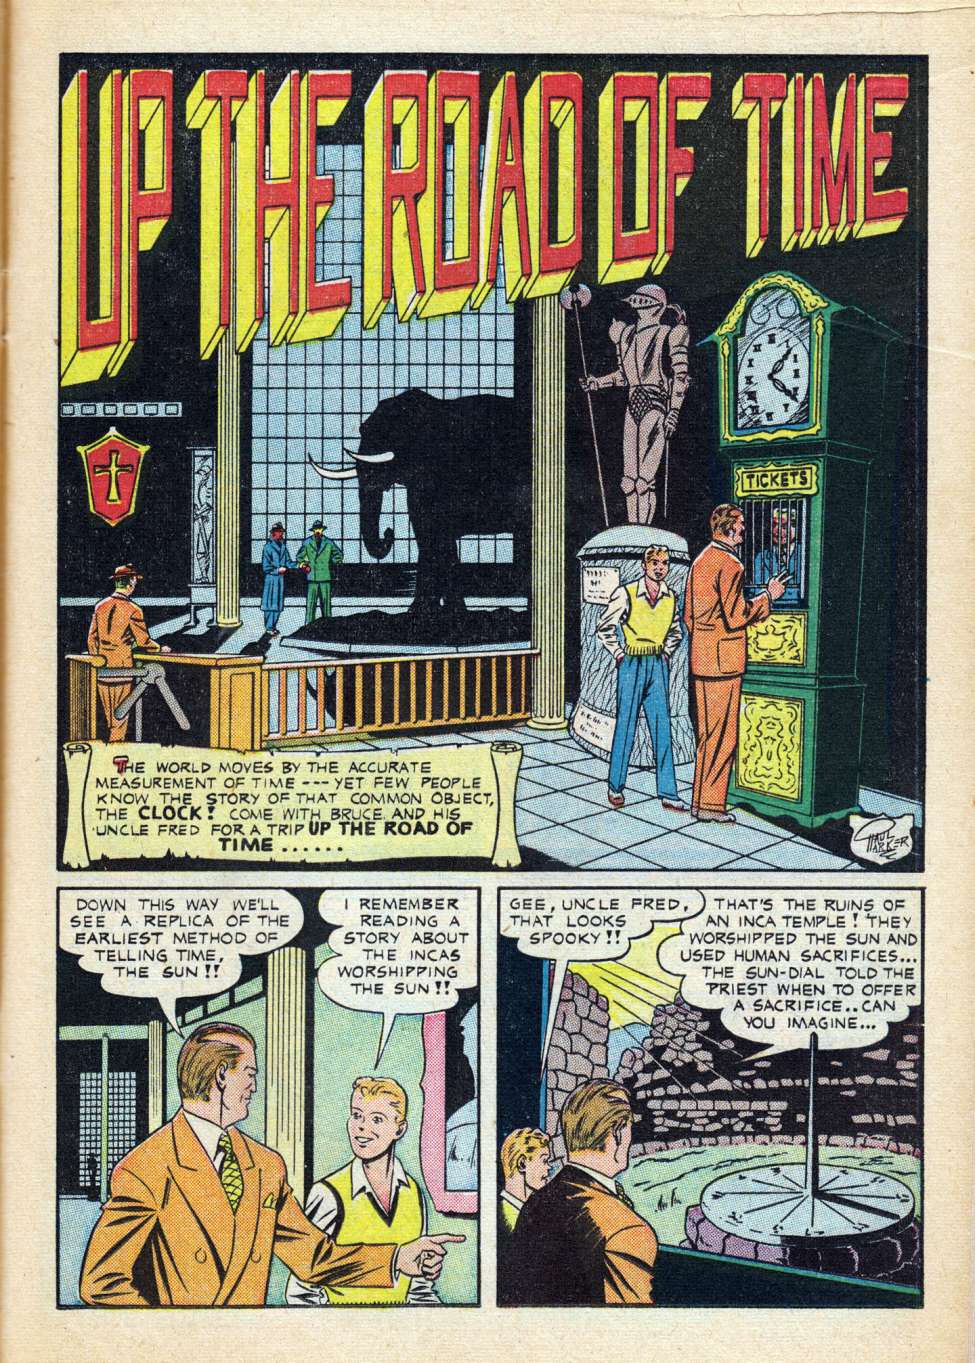 UP THE ROAD OF TIME
TICKETS
THE WORLD MOVES BY THE ACCURATE
MEASUREMENT OF TIME --- YET FEW PEOPLE
KNOW THE STORY OF THAT COMMON OBJECT,
THE CLOCK! COME WITH BRUCE AND HIS
UNCLE FRED FOR A TRIP UP THE ROAD OF
TIME ......
PAUL
PARKER
DOWN THIS WAY WE'LL
SEE A REPLICA OF THE
EARLIEST METHOD OF
TELLING TIME,
THE SUN!!
I REMEMBER
READING A
STORY ABOUT
THE INCAS
WORSHIPPING
THE SUN!!
GEE, UNCLE FRED,
THAT LOOKS
SPOOKY!!
THAT'S THE RUINS OF
AN INCA TEMPLE! THEY
WORSHIPPED THE SUN AND
USED HUMAN SACRIFICES...
THE SUN-DIAL TOLD THE
PRIEST WHEN TO OFFER
A SACRIFICE..CAN
YOU IMAGINE...